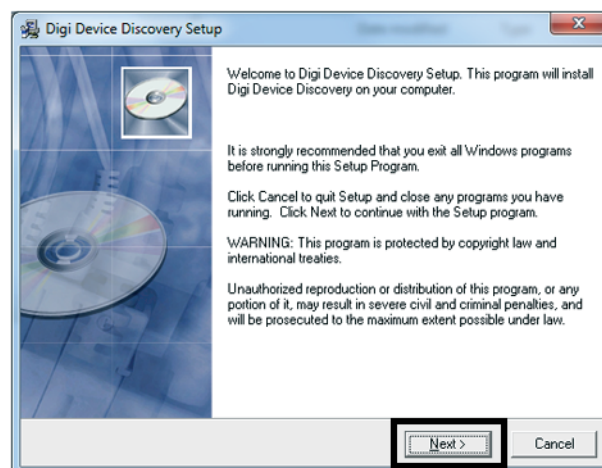 Digi Device Discovery Setup
Welcome to Digi Device Discovery Setup. This program will install
Digi Device Discovery on your computer.
It is strongly recommended that you exit all Windows programs
before running this Setup Program.
Click Cancel to quit Setup and close any programs you have
running. Click Next to continue with the Setup program.
WARNING: This program is protected by copyright law and
international treaties.
Unauthorized reproduction or distribution of this program, or any
portion of it, may result in severe civil and criminal penalties, and
will be prosecuted to the maximum extent possible under law.
Next >
Cancel